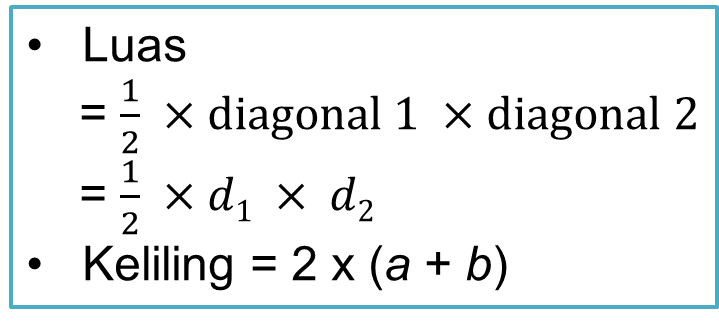 • Luas
= 1/2 × diagonal 1 × diagonal 2
= 1/2 × d₁ × d₂
• Keliling = 2 x (a + b)